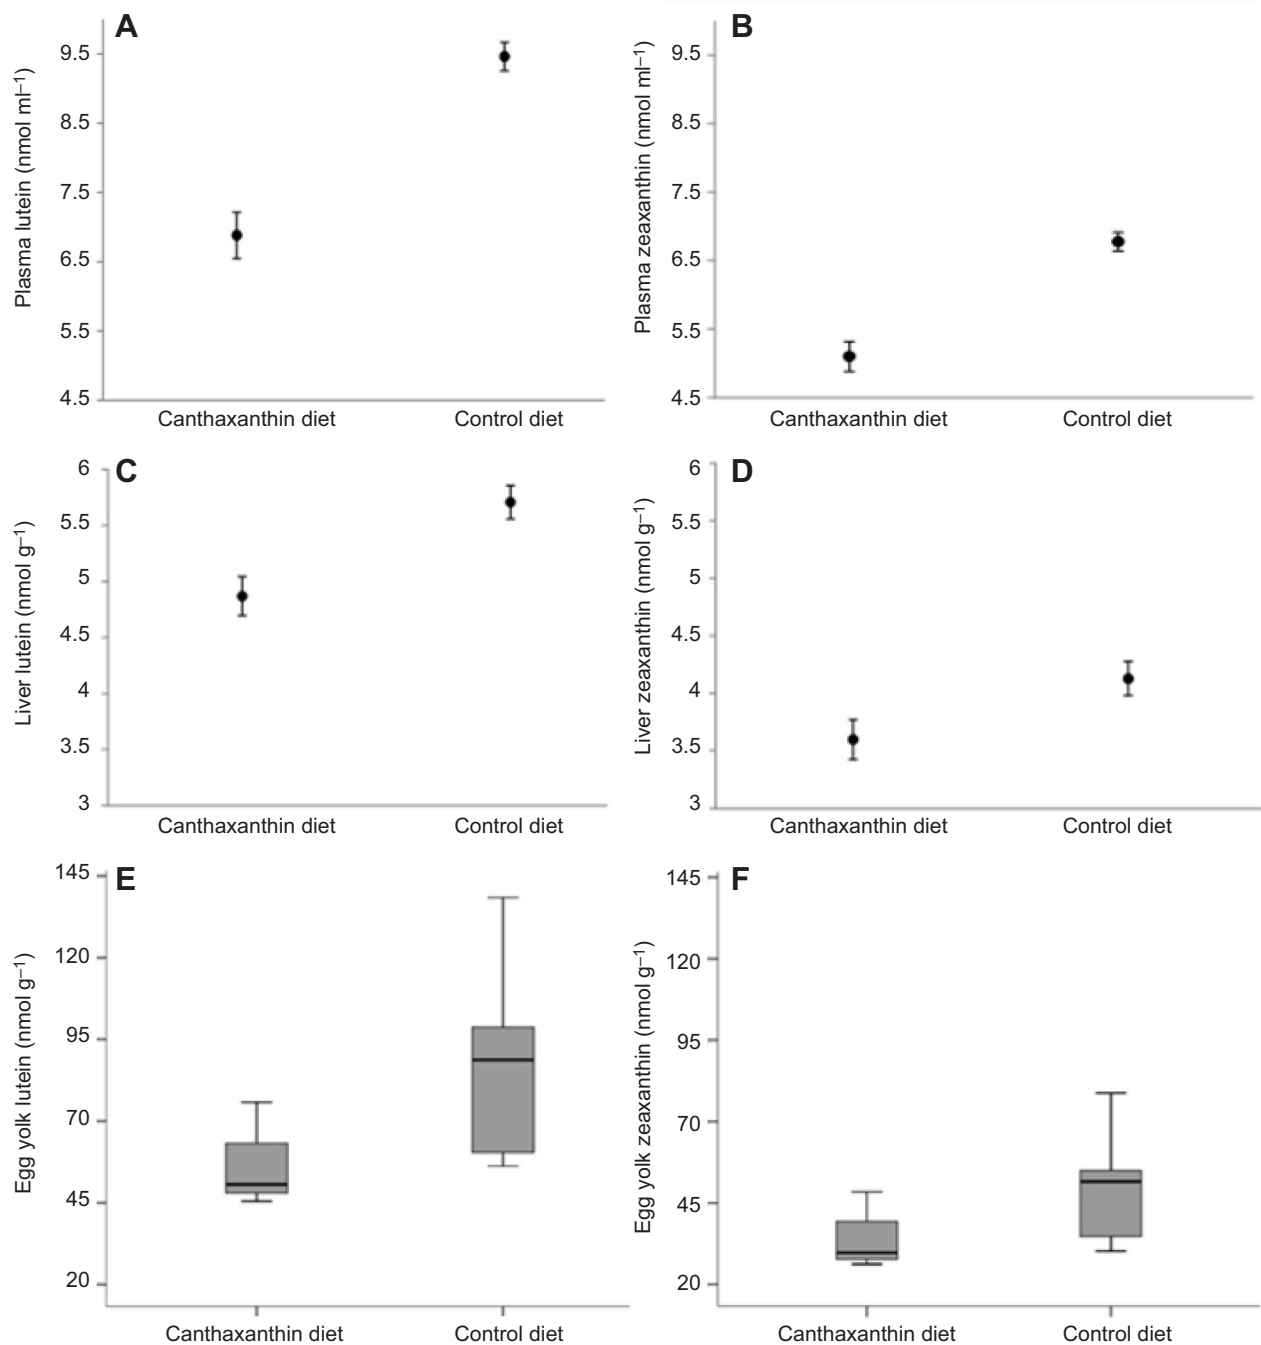 A
Plasma lutein (nmol ml⁻¹)
9.5
8.5
7.5
6.5
5.5
4.5
Canthaxanthin diet
Control diet
B
Plasma zeaxanthin (nmol ml⁻¹)
9.5
8.5
7.5
6.5
5.5
4.5
Canthaxanthin diet
Control diet
C
Liver lutein (nmol g⁻¹)
6
5.5
5
4.5
4
3.5
3
Canthaxanthin diet
Control diet
D
Liver zeaxanthin (nmol g⁻¹)
6
5.5
5
4.5
4
3.5
3
Canthaxanthin diet
Control diet
E
Egg yolk lutein (nmol g⁻¹)
145
120
95
70
45
20
Canthaxanthin diet
Control diet
F
Egg yolk zeaxanthin (nmol g⁻¹)
145
120
95
70
45
20
Canthaxanthin diet
Control diet